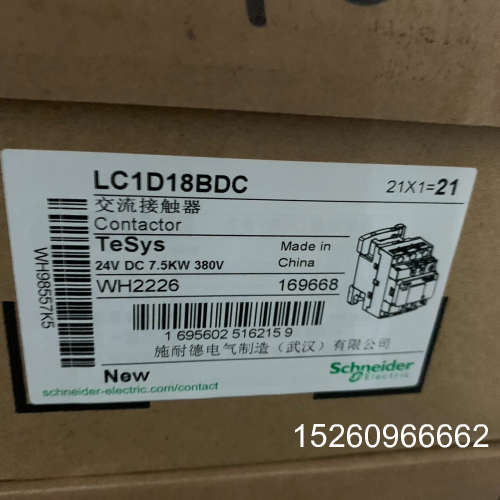 LC1D18BDC
21X1=21
交流接触器
Contactor
TeSys
Made in
China
24V DC 7.5KW 380V
WH2226
169668
WH98557K5
1 695602 516215 9
施耐德电气制造（武汉）有限公司
New
schneider-electric.com/contact
Schneider
Electric
15260966662